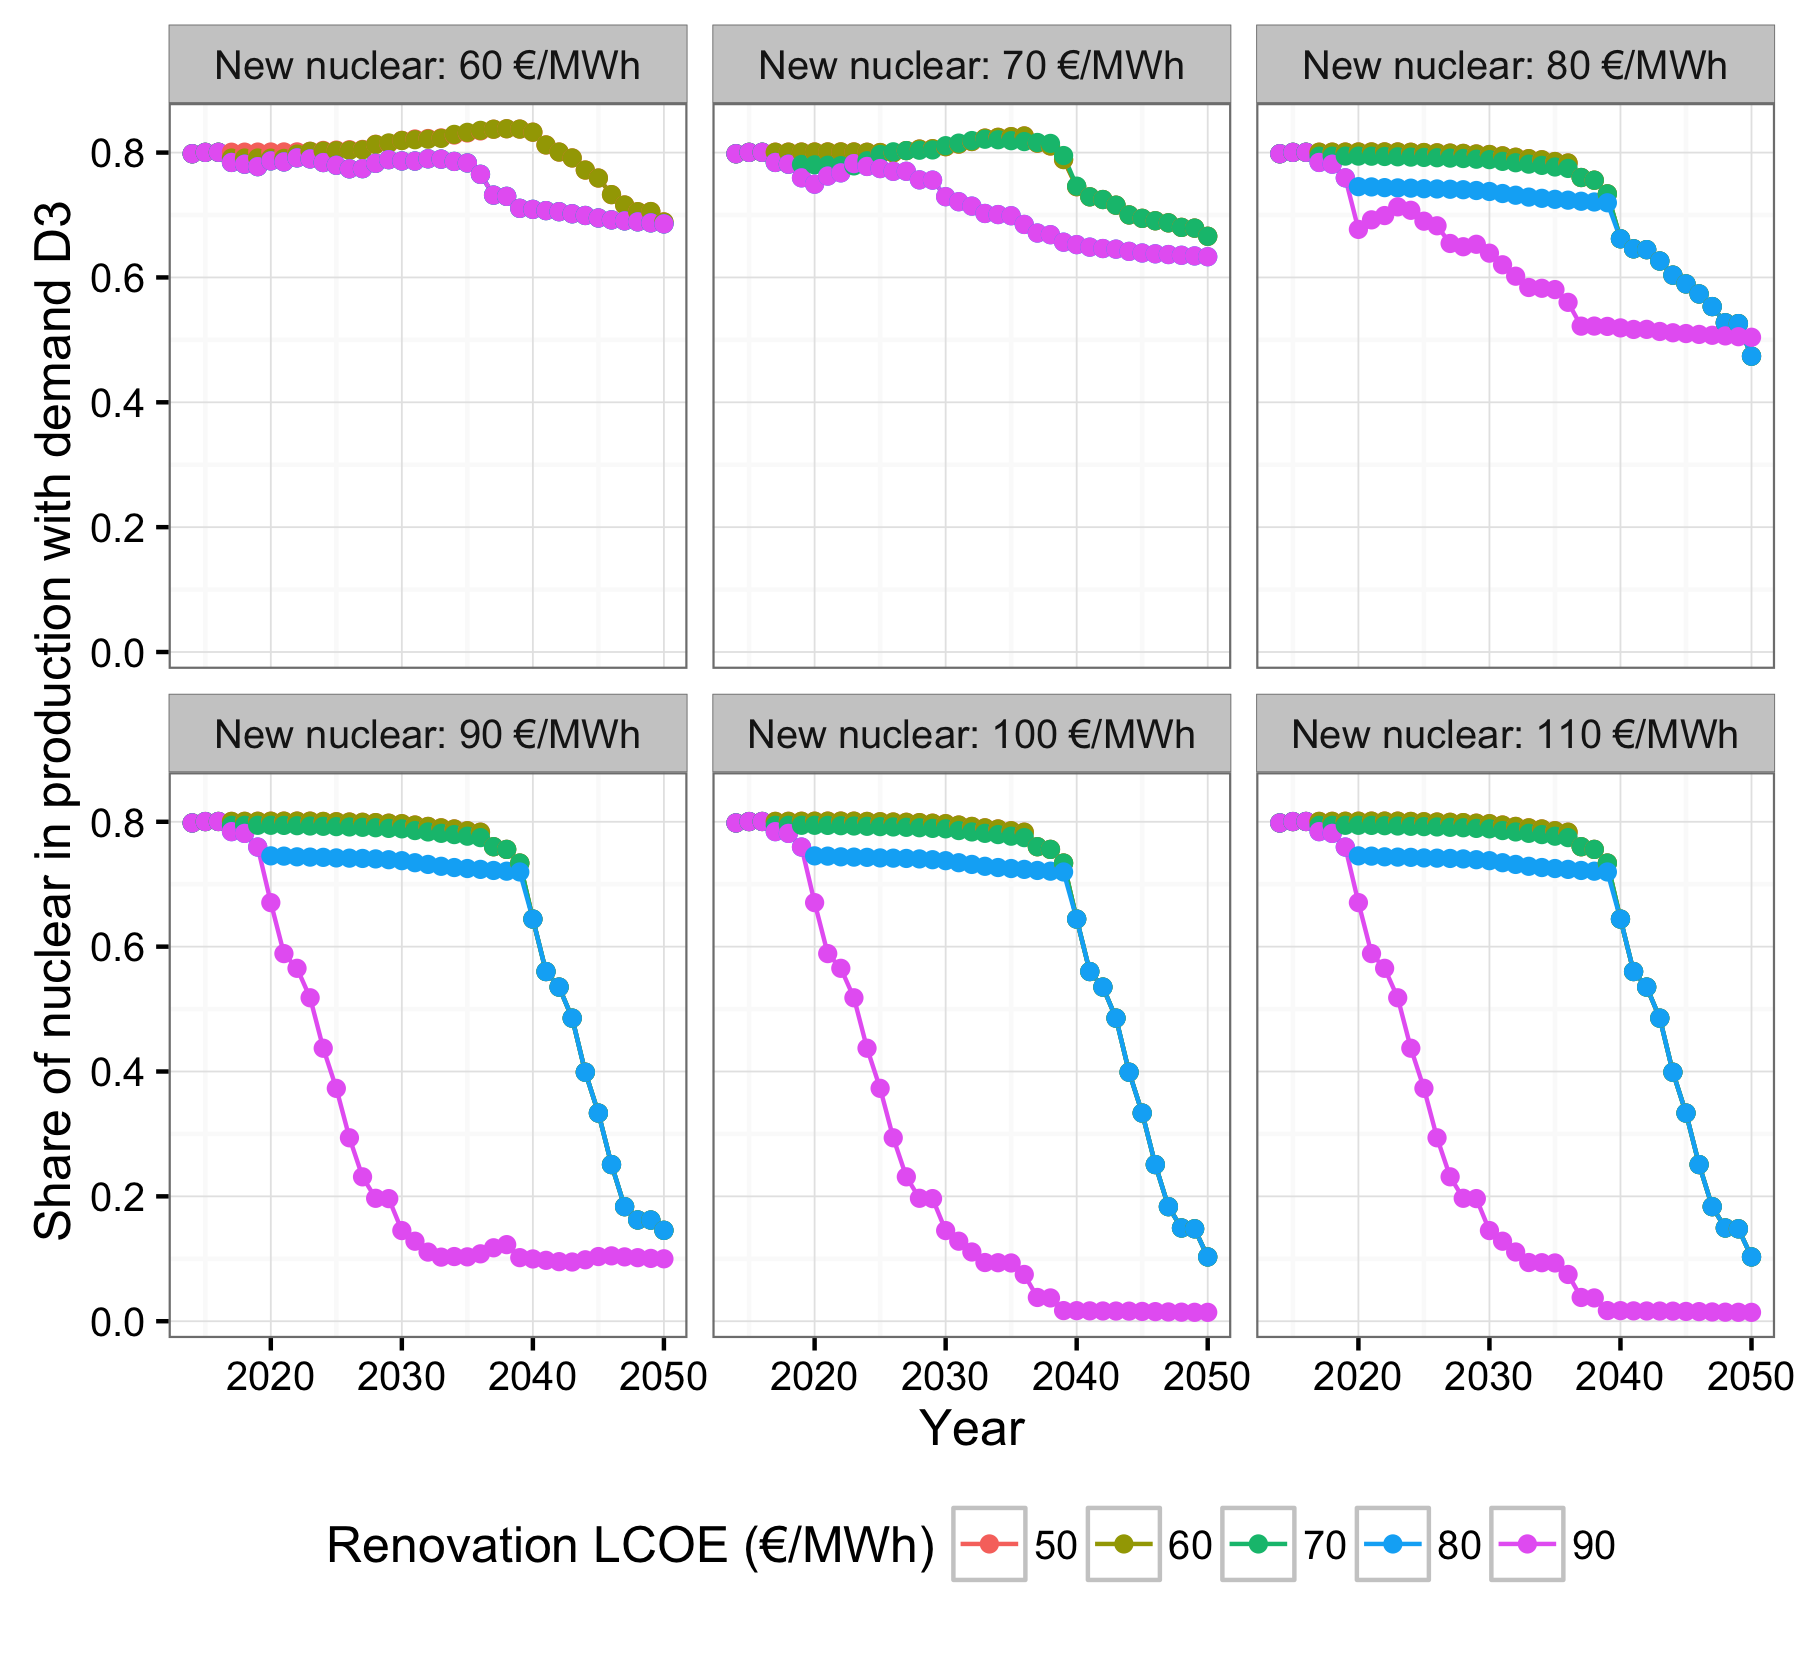 New nuclear: 60 €/MWh
New nuclear: 70 €/MWh
New nuclear: 80 €/MWh
0.8
0.6
0.4
0.2
0.0
New nuclear: 90 €/MWh
New nuclear: 100 €/MWh
New nuclear: 110 €/MWh
0.8
0.6
0.4
0.2
0.0
Share of nuclear in production with demand D3
2020 2030 2040 2050
2020 2030 2040 2050
2020 2030 2040 2050
Year
Renovation LCOE (€/MWh) 50 60 70 80 90